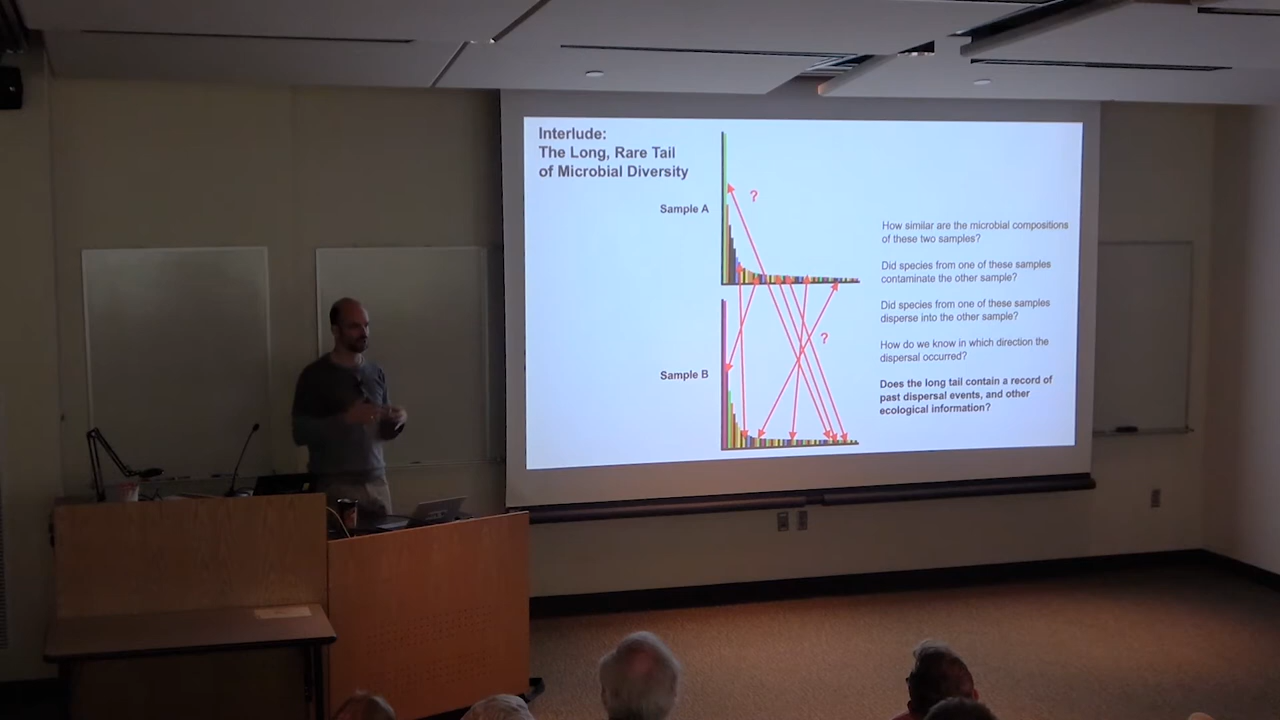 Interlude:
The Long, Rare Tail
of Microbial Diversity
Sample A
?
?
Sample B
How similar are the microbial compositions
of these two samples?
Did species from one of these samples
contaminate the other sample?
Did species from one of these samples
disperse into the other sample?
How do we know in which direction the
dispersal occurred?
Does the long tail contain a record of
past dispersal events, and other
ecological information?